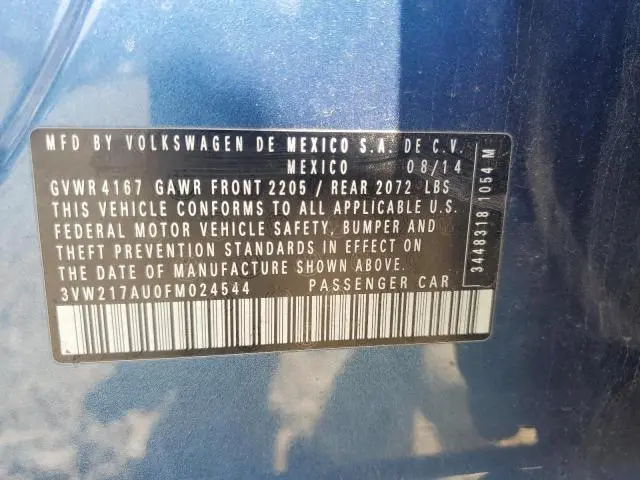 MFD BY VOLKSWAGEN DE MEXICO S.A. DE C.V.
MEXICO 08/14
GVWR 4167 GAWR FRONT 2205 / REAR 2072 LBS
THIS VEHICLE CONFORMS TO ALL APPLICABLE U.S.
FEDERAL MOTOR VEHICLE SAFETY, BUMPER AND
THEFT PREVENTION STANDARDS IN EFFECT ON
THE DATE OF MANUFACTURE SHOWN ABOVE.
3VW217AU0FM024544 PASSENGER CAR
3448318 1054 M